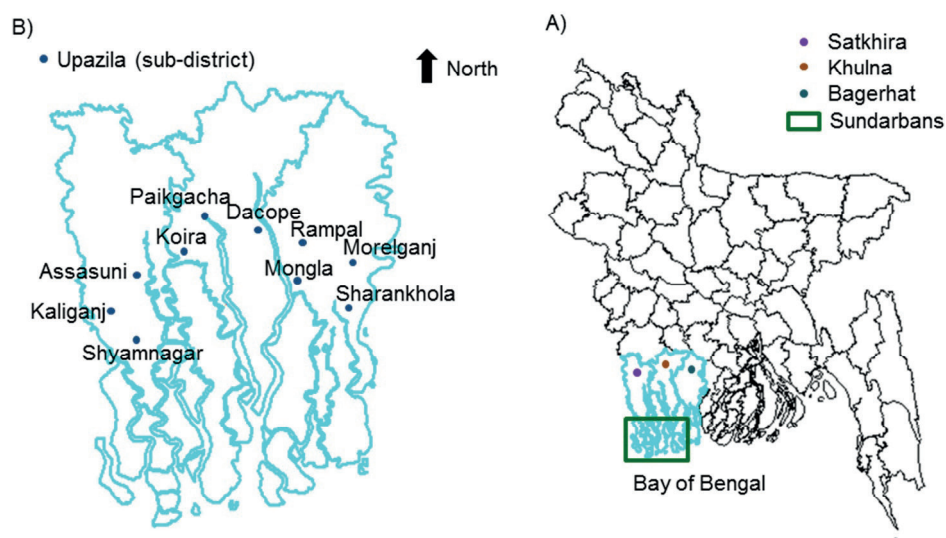 B)
Upazila (sub-district)
North
Paikgacha
Dacope
Rampal
Koira
Morelganj
Assasuni
Mongla
Sharankhola
Kaliganj
Shyamnagar
A)
Satkhira
Khulna
Bagerhat
Sundarbans
Bay of Bengal